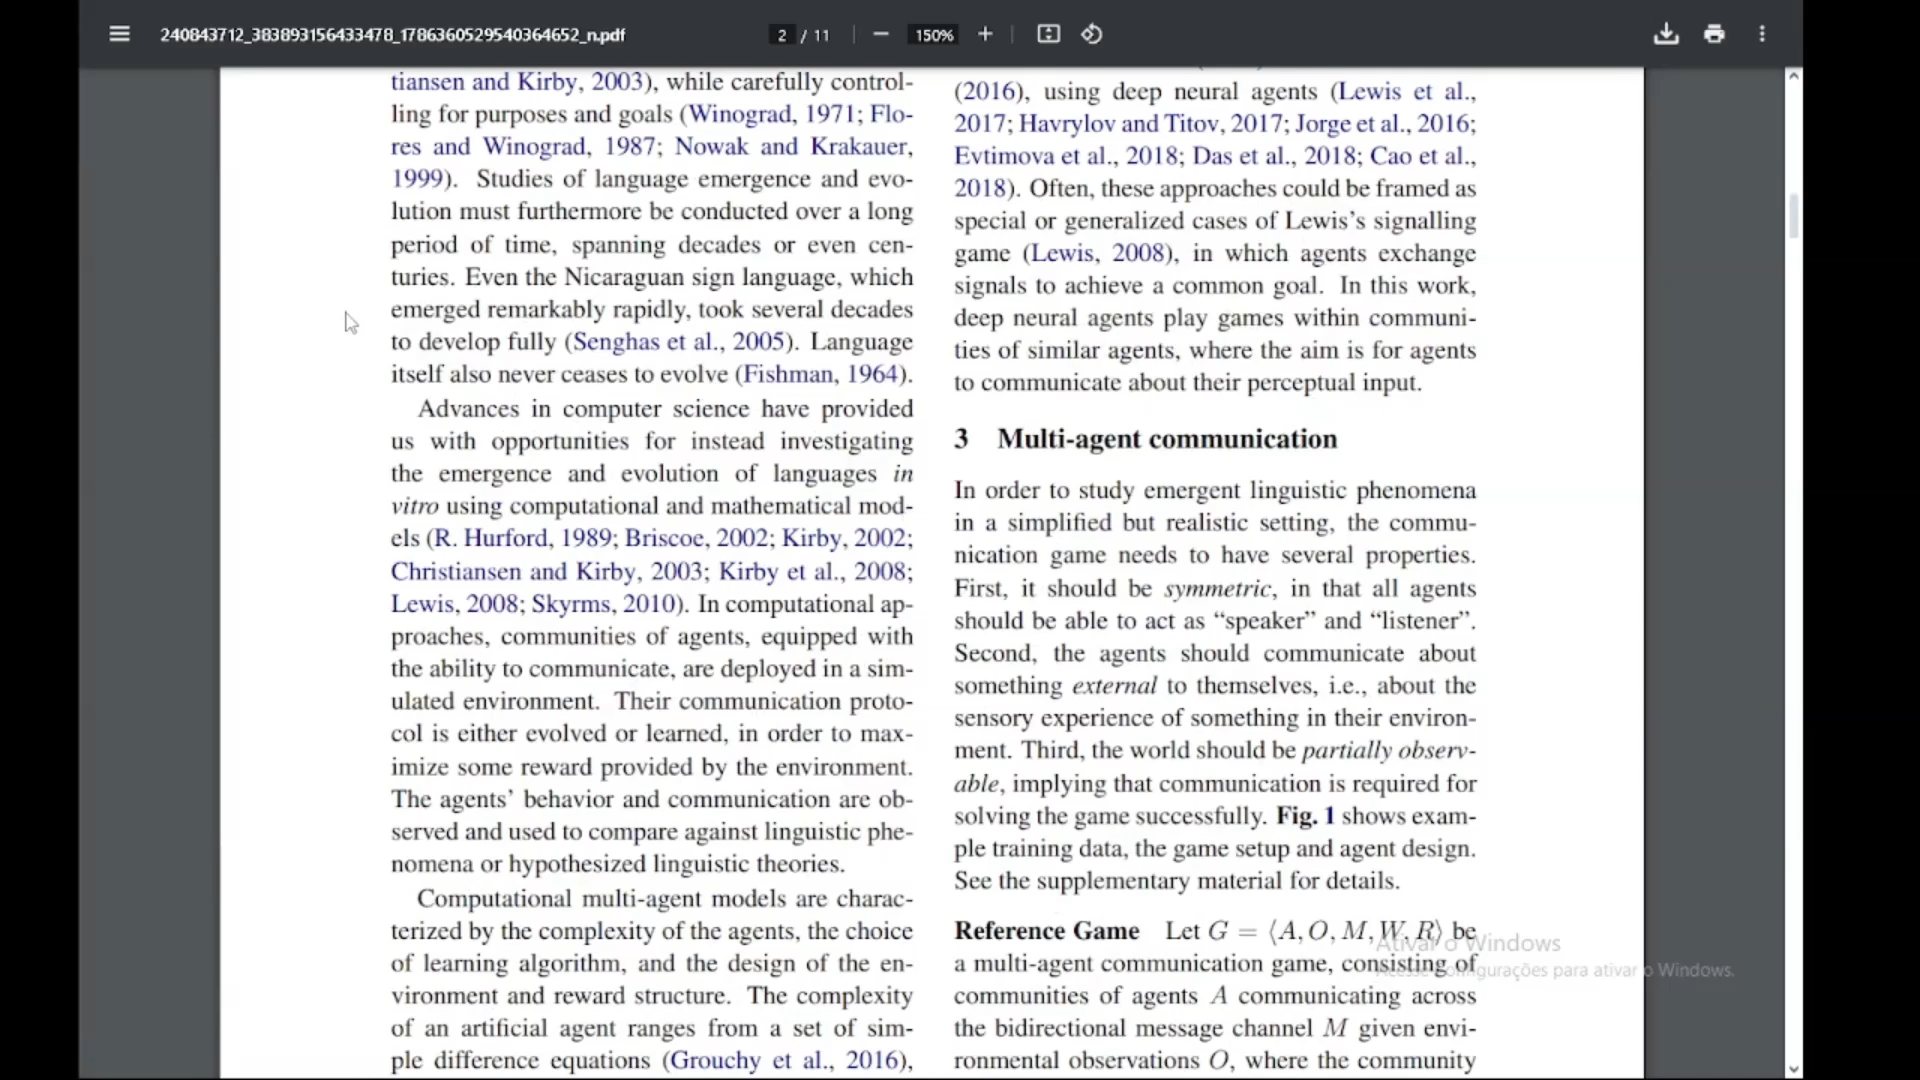 240843712_383893156433478_1786360529540364652_n.pdf
2 / 11
150%
tiansen and Kirby, 2003), while carefully control-
ling for purposes and goals (Winograd, 1971; Flo-
res and Winograd, 1987; Nowak and Krakauer,
1999). Studies of language emergence and evo-
lution must furthermore be conducted over a long
period of time, spanning decades or even cen-
turies. Even the Nicaraguan sign language, which
emerged remarkably rapidly, took several decades
to develop fully (Senghas et al., 2005). Language
itself also never ceases to evolve (Fishman, 1964).
Advances in computer science have provided
us with opportunities for instead investigating
the emergence and evolution of languages in
vitro using computational and mathematical mod-
els (R. Hurford, 1989; Briscoe, 2002; Kirby, 2002;
Christiansen and Kirby, 2003; Kirby et al., 2008;
Lewis, 2008; Skyrms, 2010). In computational ap-
proaches, communities of agents, equipped with
the ability to communicate, are deployed in a sim-
ulated environment. Their communication proto-
col is either evolved or learned, in order to max-
imize some reward provided by the environment.
The agents' behavior and communication are ob-
served and used to compare against linguistic phe-
nomena or hypothesized linguistic theories.
Computational multi-agent models are charac-
terized by the complexity of the agents, the choice
of learning algorithm, and the design of the en-
vironment and reward structure. The complexity
of an artificial agent ranges from a set of sim-
ple difference equations (Grouchy et al., 2016),
(2016), using deep neural agents (Lewis et al.,
2017; Havrylov and Titov, 2017; Jorge et al., 2016;
Evtimova et al., 2018; Das et al., 2018; Cao et al.,
2018). Often, these approaches could be framed as
special or generalized cases of Lewis's signalling
game (Lewis, 2008), in which agents exchange
signals to achieve a common goal. In this work,
deep neural agents play games within communi-
ties of similar agents, where the aim is for agents
to communicate about their perceptual input.
3 Multi-agent communication
In order to study emergent linguistic phenomena
in a simplified but realistic setting, the commu-
nication game needs to have several properties.
First, it should be symmetric, in that all agents
should be able to act as “speaker” and “listener”.
Second, the agents should communicate about
something external to themselves, i.e., about the
sensory experience of something in their environ-
ment. Third, the world should be partially observ-
able, implying that communication is required for
solving the game successfully. Fig. 1 shows exam-
ple training data, the game setup and agent design.
See the supplementary material for details.
Reference Game Let G = ⟨A, O, M, W, R⟩ be
a multi-agent communication game, consisting of
communities of agents A communicating across
the bidirectional message channel M given envi-
ronmental observations O, where the community
Ativar o Windows
Acesse Configurações para ativar o Windows.